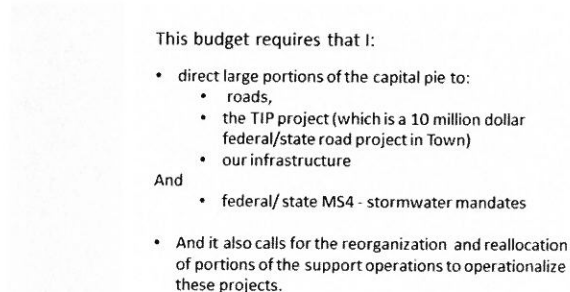 This budget requires that I:
• direct large portions of the capital pie to:
• roads,
• the TIP project (which is a 10 million dollar
federal/state road project in Town)
• our infrastructure
And
• federal/ state MS4 - stormwater mandates
• And it also calls for the reorganization and reallocation
of portions of the support operations to operationalize
these projects.